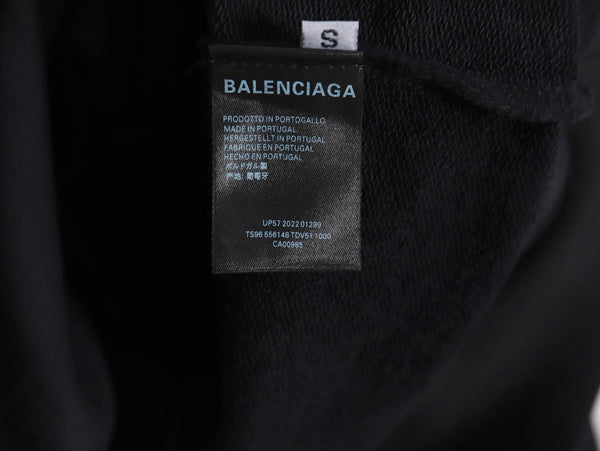 S
BALENCIAGA
PRODOTTO IN PORTOGALLO
MADE IN PORTUGAL
HERGESTELLT IN PORTUGAL
FABRIQUE EN PORTUGAL
HECHO EN PORTUGAL
ポルトガル製
产地: 葡萄牙
UP57 2022 01299
TS96 556148 TDV51 1000
CA00985